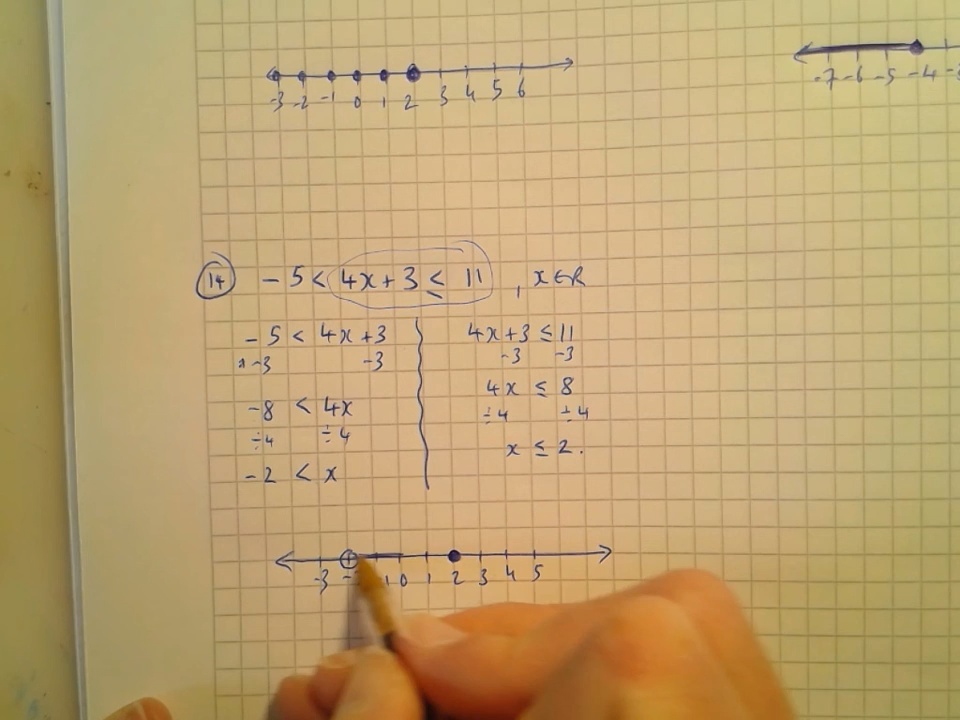 -3 -2 -1 0 1 2 3 4 5 6
-7 -6 -5 -4
14 -5 < 4x + 3 ≤ 11 , x ∈ R
-5 < 4x + 3
-3 -3
-8 < 4x
÷4 ÷4
-2 < x
4x + 3 ≤ 11
-3 -3
4x ≤ 8
÷4 ÷4
x ≤ 2.
-3 0 1 2 3 4 5